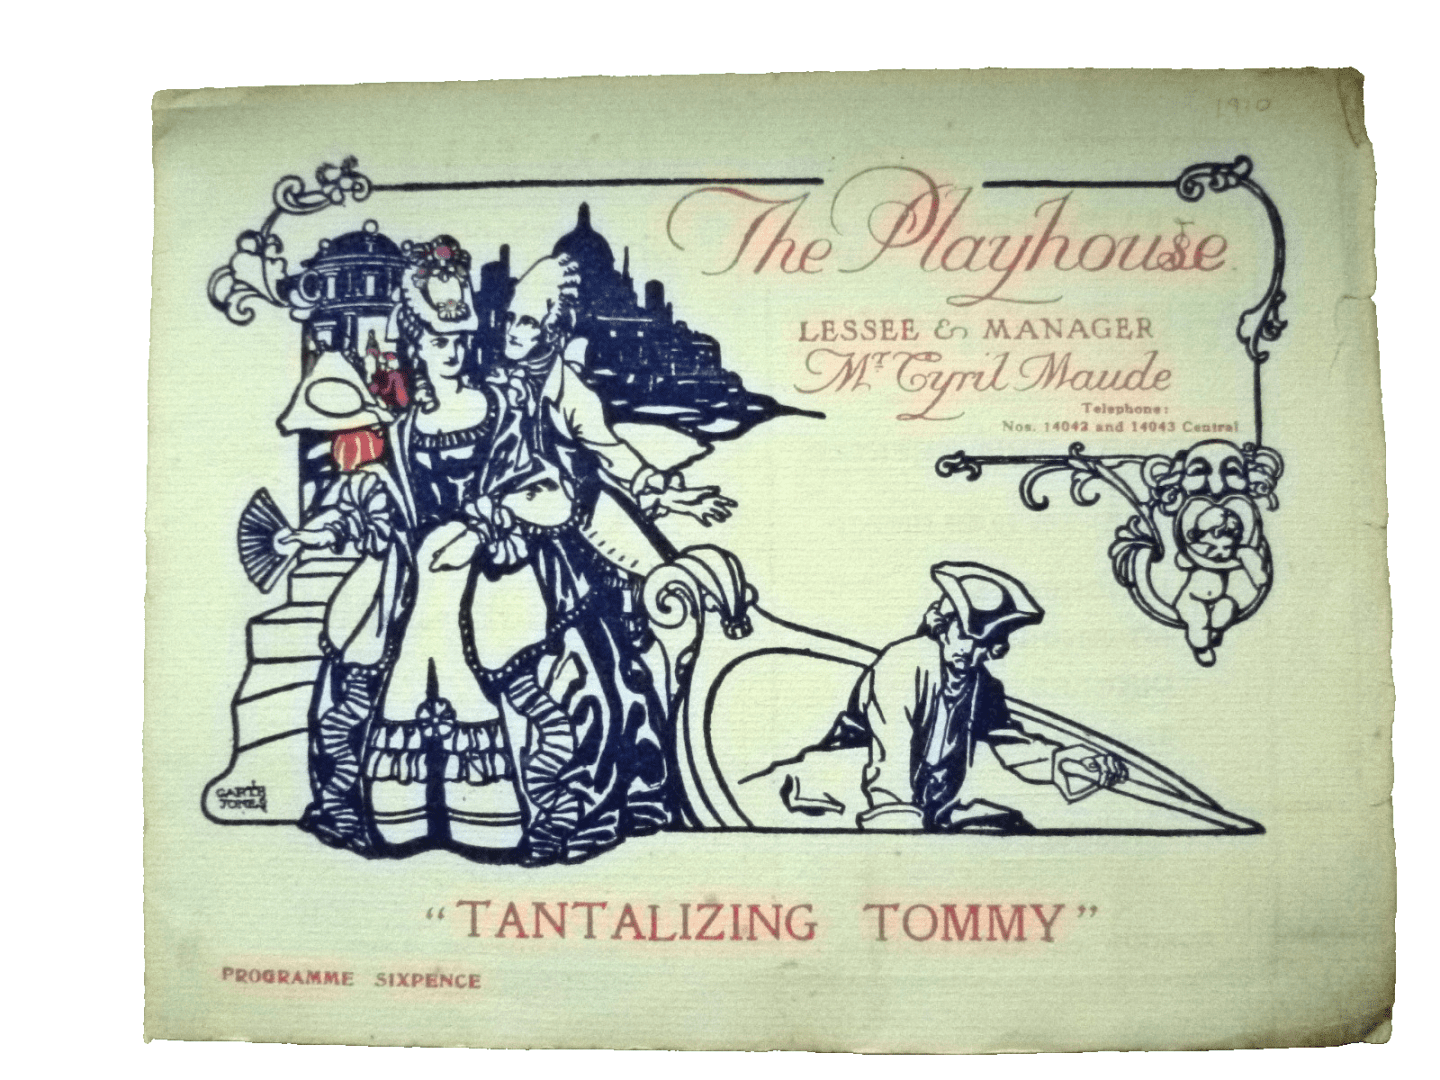 1910
The Playhouse
LESSEE & MANAGER
Mr Cyril Maude
Telephone:
Nos. 14042 and 14043 Central
GARTH
JONES
"TANTALIZING TOMMY"
PROGRAMME SIXPENCE